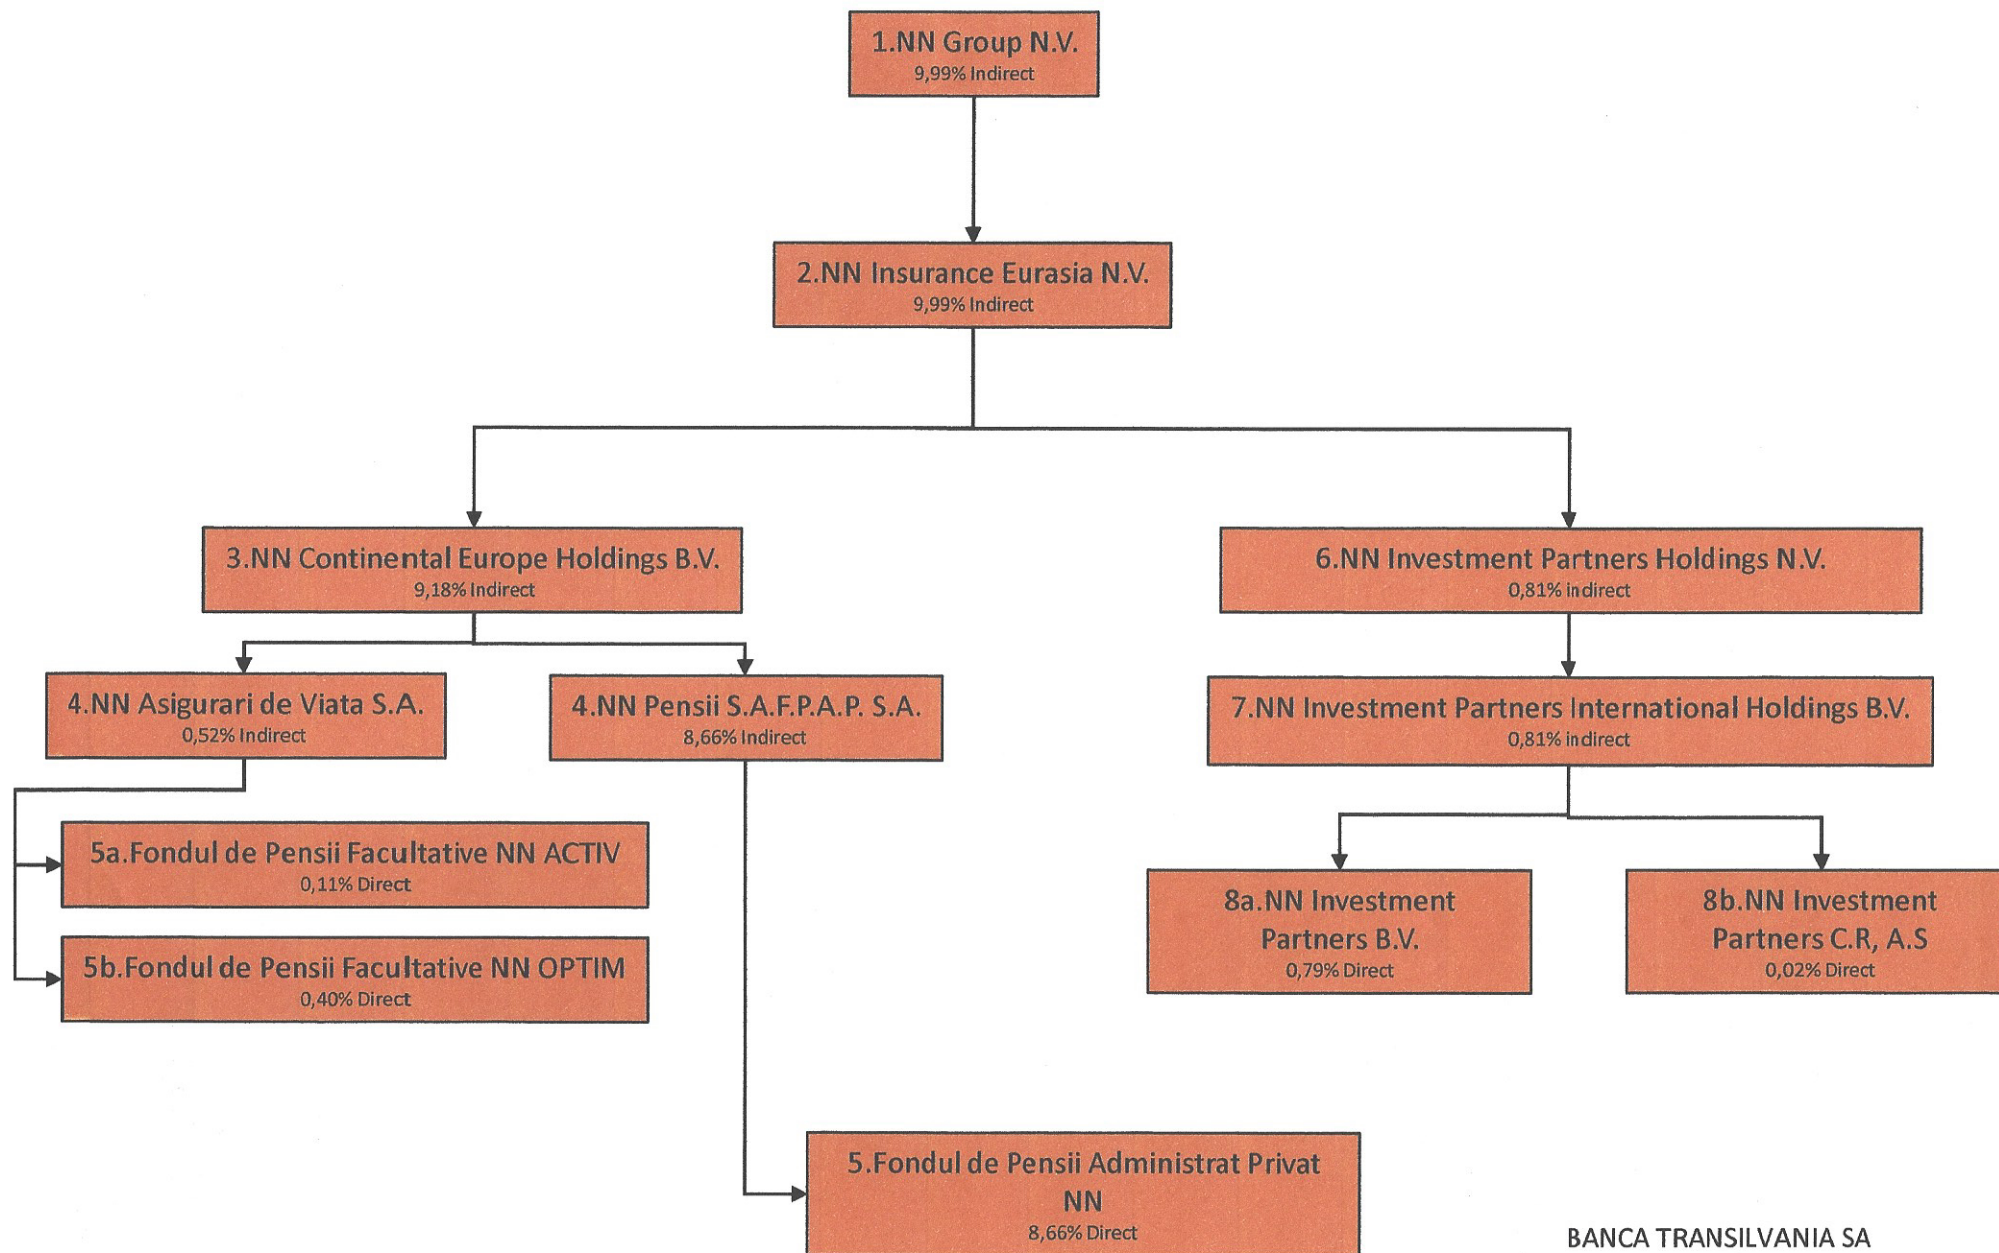 1.NN Group N.V.
9,99% Indirect
2.NN Insurance Eurasia N.V.
9,99% Indirect
3.NN Continental Europe Holdings B.V.
9,18% Indirect
6.NN Investment Partners Holdings N.V.
0,81% indirect
4.NN Asigurari de Viata S.A.
0,52% Indirect
4.NN Pensii S.A.F.P.A.P. S.A.
8,66% Indirect
7.NN Investment Partners International Holdings B.V.
0,81% indirect
5a.Fondul de Pensii Facultative NN ACTIV
0,11% Direct
5b.Fondul de Pensii Facultative NN OPTIM
0,40% Direct
8a.NN Investment
Partners B.V.
0,79% Direct
8b.NN Investment
Partners C.R, A.S
0,02% Direct
5.Fondul de Pensii Administrat Privat
NN
8,66% Direct
BANCA TRANSILVANIA SA